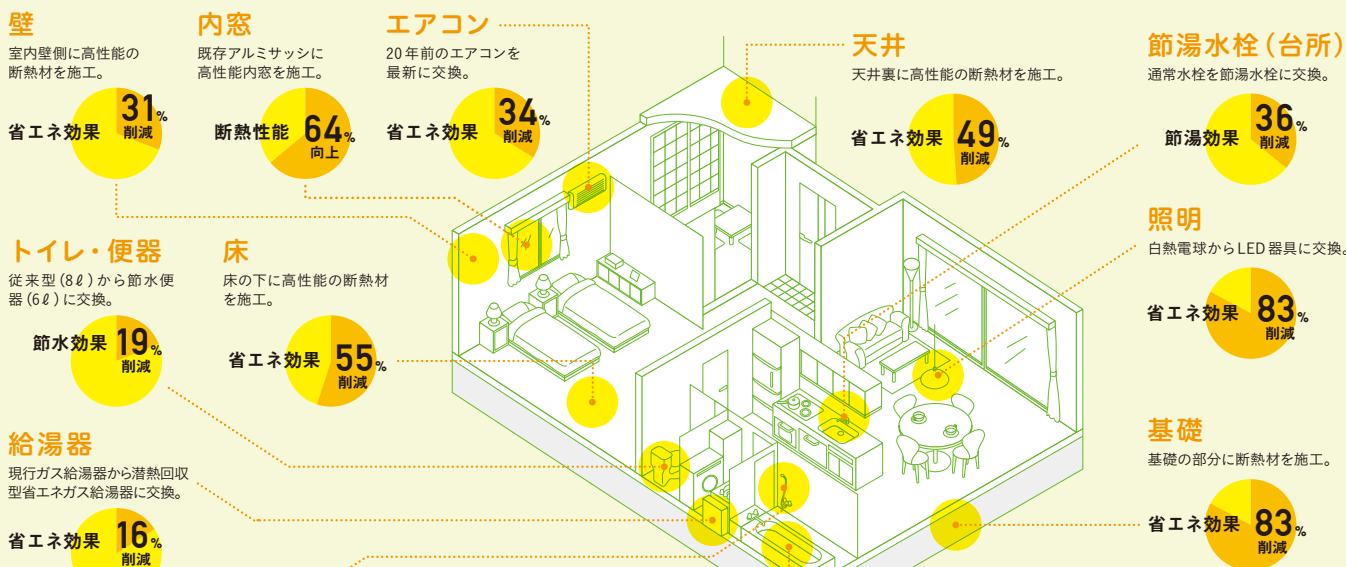 壁
室内壁側に高性能の
断熱材を施工。
省エネ効果 31%
削減
内窓
既存アルミサッシに
高性能内窓を施工。
断熱性能 64%
向上
エアコン
20年前のエアコンを
最新に交換。
省エネ効果 34%
削減
天井
天井裏に高性能の断熱材を施工。
省エネ効果 49%
削減
節湯水栓(台所)
通常水栓を節湯水栓に交換。
節湯効果 36%
削減
トイレ・便器
従来型(8ℓ)から節水便
器(6ℓ)に交換。
節水効果 19%
削減
床
床の下に高性能の断熱材
を施工。
省エネ効果 55%
削減
照明
白熱電球からLED器具に交換。
省エネ効果 83%
削減
給湯器
現行ガス給湯器から潜熱回収
型省エネガス給湯器に交換。
省エネ効果 16%
削減
基礎
基礎の部分に断熱材を施工。
省エネ効果 83%
削減